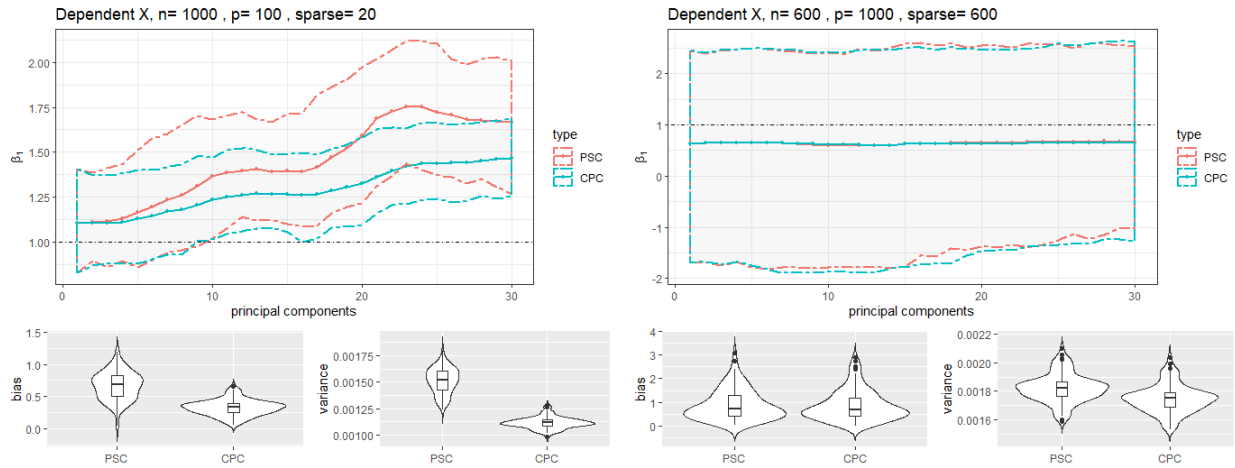 Dependent X, n= 1000 , p= 100 , sparse= 20
2.00
1.75
1.50
1.25
1.00
β1
0
10
20
30
principal components
type
PSC
CPC
Dependent X, n= 600 , p= 1000 , sparse= 600
2
1
0
-1
-2
β1
0
10
20
30
principal components
type
PSC
CPC
1.5
1.0
0.5
0.0
bias
PSC
CPC
0.00175
0.00150
0.00125
0.00100
variance
PSC
CPC
4
3
2
1
0
bias
PSC
CPC
0.0022
0.0020
0.0018
0.0016
variance
PSC
CPC